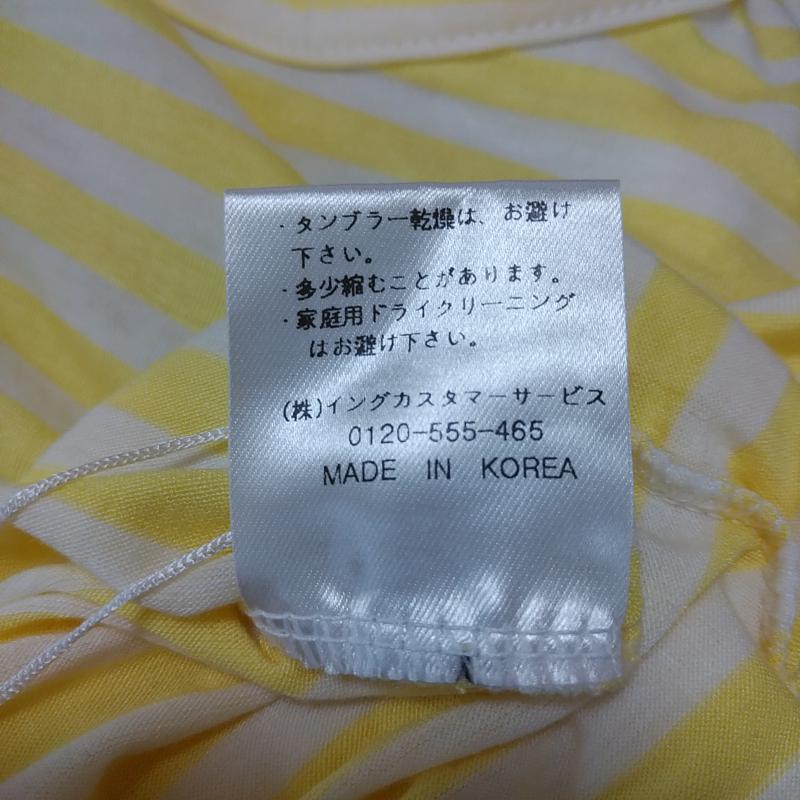 ・タンブラー乾燥は、お避け
下さい。
・多少縮むことがあります。
・家庭用ドライクリーニング
はお避け下さい。
(株)イングカスタマーサービス
0120-555-465
MADE IN KOREA